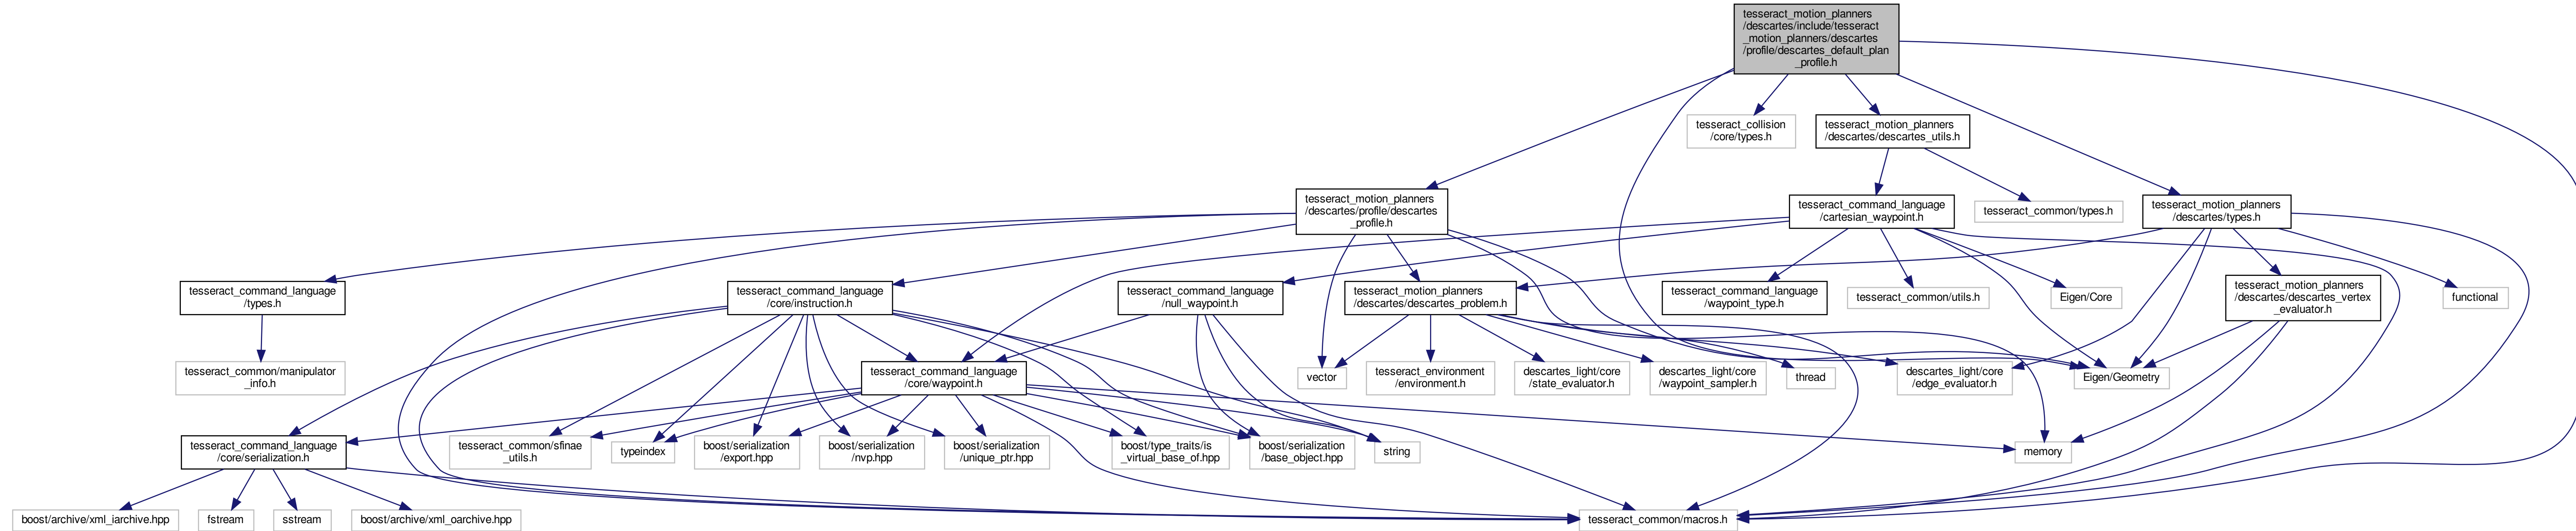 tesseract_motion_planners
/descartes/include/tesseract
_motion_planners/descartes
/profile/descartes_default_plan
_profile.h
tesseract_collision
/core/types.h
tesseract_motion_planners
/descartes/descartes_utils.h
tesseract_motion_planners
/descartes/profile/descartes
_profile.h
tesseract_command_language
/cartesian_waypoint.h
tesseract_common/types.h
tesseract_motion_planners
/descartes/types.h
tesseract_command_language
/types.h
tesseract_command_language
/core/instruction.h
tesseract_command_language
/null_waypoint.h
tesseract_motion_planners
/descartes/descartes_problem.h
tesseract_command_language
/waypoint_type.h
tesseract_common/utils.h
Eigen/Core
tesseract_motion_planners
/descartes/descartes_vertex
_evaluator.h
functional
tesseract_common/manipulator
_info.h
tesseract_command_language
/core/waypoint.h
vector
tesseract_environment
/environment.h
descartes_light/core
/state_evaluator.h
descartes_light/core
/waypoint_sampler.h
thread
descartes_light/core
/edge_evaluator.h
Eigen/Geometry
tesseract_command_language
/core/serialization.h
tesseract_common/sfinae
_utils.h
typeindex
boost/serialization
/export.hpp
boost/serialization
/nvp.hpp
boost/serialization
/unique_ptr.hpp
boost/type_traits/is
_virtual_base_of.hpp
boost/serialization
/base_object.hpp
string
memory
boost/archive/xml_iarchive.hpp
fstream
sstream
boost/archive/xml_oarchive.hpp
tesseract_common/macros.h